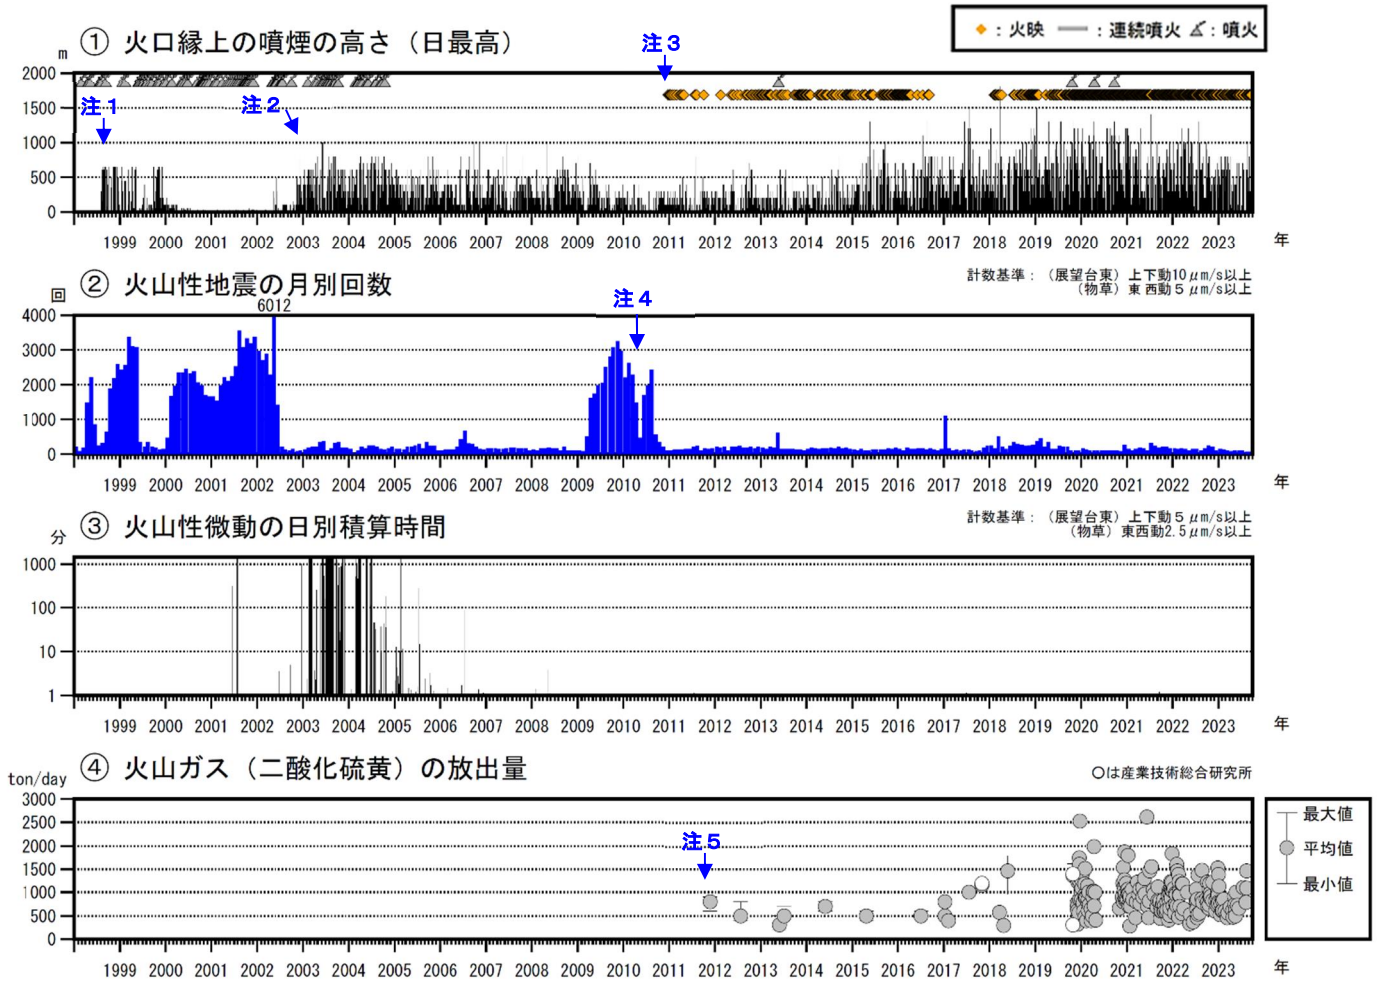 ◆：火映 ━：連続噴火 ：噴火
① 火口縁上の噴煙の高さ（日最高）
m
注３
2000
1500
1000
500
0
注１
注２
1999 2000 2001 2002 2003 2004 2005 2006 2007 2008 2009 2010 2011 2012 2013 2014 2015 2016 2017 2018 2019 2020 2021 2022 2023 年
② 火山性地震の月別回数
計数基準：（展望台東）上下動10μm/s以上
（物草）東西動５μm/s以上
回
6012
注４
4000
3000
2000
1000
0
1999 2000 2001 2002 2003 2004 2005 2006 2007 2008 2009 2010 2011 2012 2013 2014 2015 2016 2017 2018 2019 2020 2021 2022 2023 年
③ 火山性微動の日別積算時間
計数基準：（展望台東）上下動５μm/s以上
（物草）東西動2.5μm/s以上
分
1000
100
10
1
1999 2000 2001 2002 2003 2004 2005 2006 2007 2008 2009 2010 2011 2012 2013 2014 2015 2016 2017 2018 2019 2020 2021 2022 2023 年
④ 火山ガス（二酸化硫黄）の放出量
ton/day
〇は産業技術総合研究所
3000
2500
2000
1500
1000
500
0
注５
最大値
平均値
最小値
1999 2000 2001 2002 2003 2004 2005 2006 2007 2008 2009 2010 2011 2012 2013 2014 2015 2016 2017 2018 2019 2020 2021 2022 2023 年